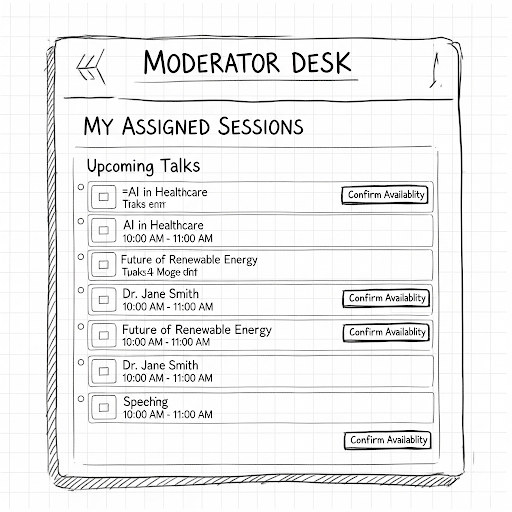 MODERATOR DESK
MY ASSIGNED SESSIONS
Upcoming Talks
=AI in Healthcare
Confirm Availablity
Traks
AI in Healthcare
10:00 AM - 11:00 AM
Future of Renewable Energy
Tµaks4 Moge dnt
Dr. Jane Smith
Confirm Availablity
10:00 AM - 11:00 AM
Future of Renewable Energy
Confirm Availablity
10:00 AM - 11:00 AM
Dr. Jane Smith
10:00 AM - 11:00 AM
Speching
10:00 AM - 11:00 AM
Confirm Availablity